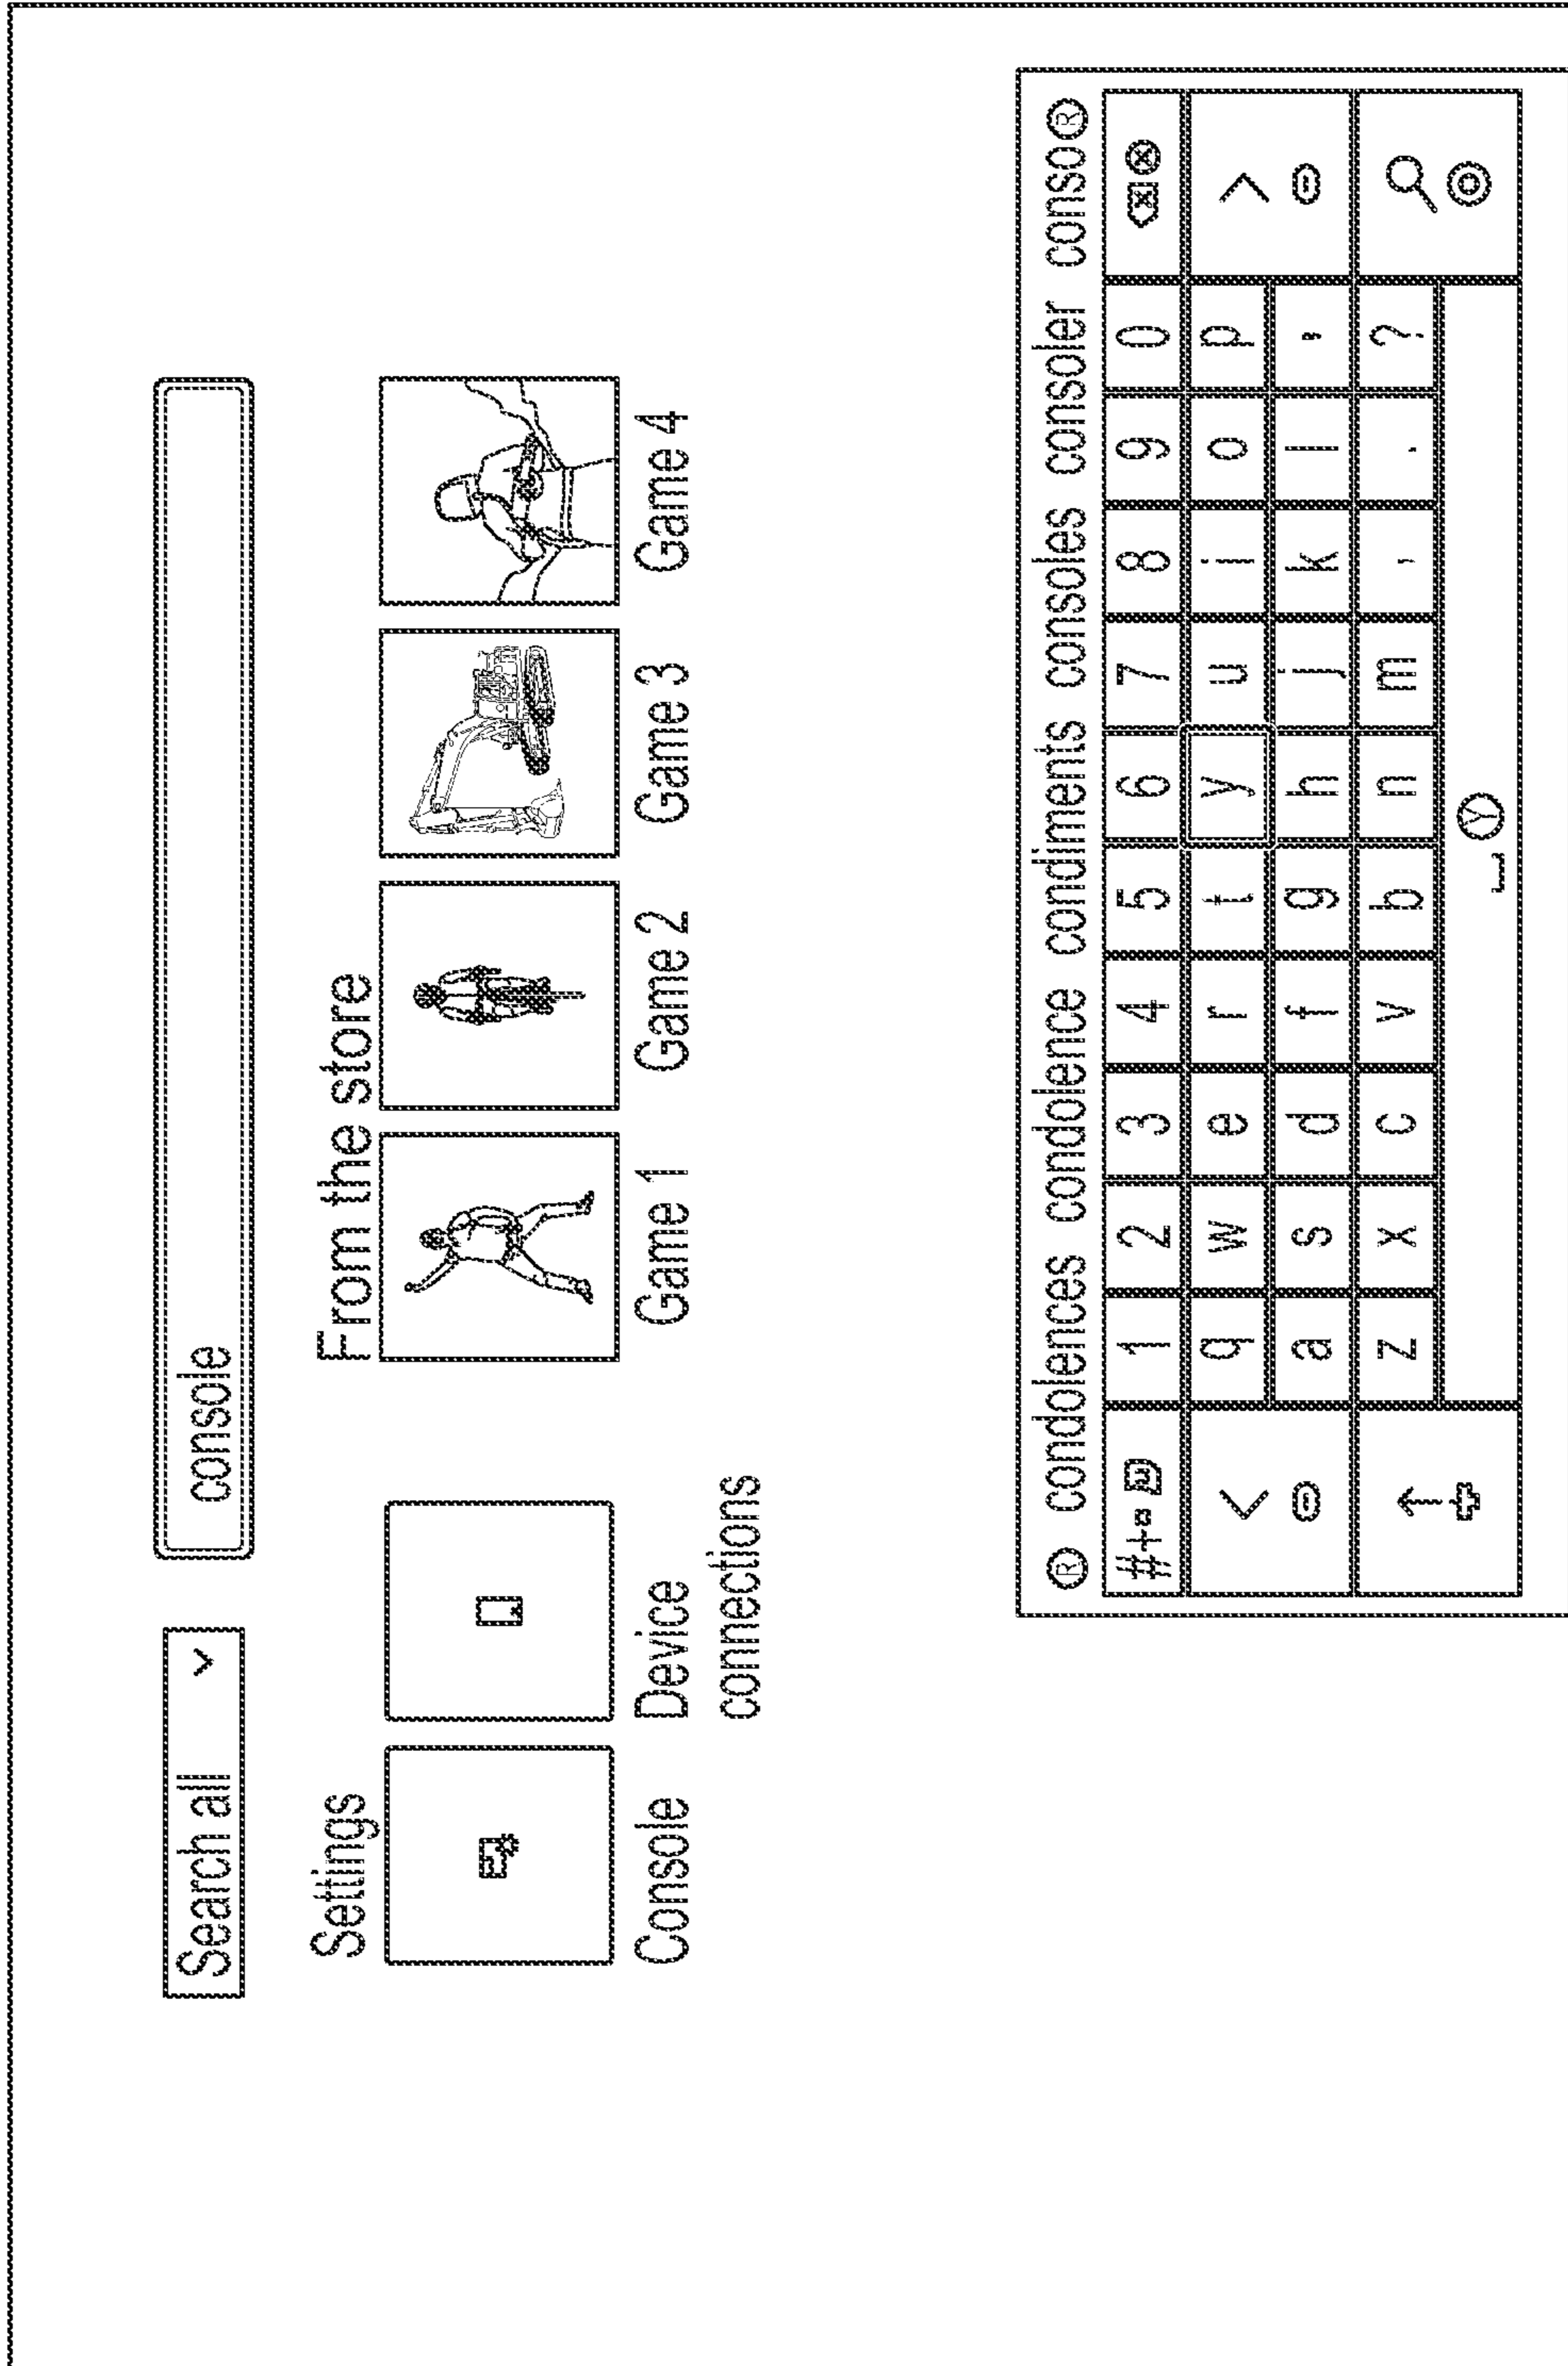 Search all
console
Settings
From the store
Console
Device
connections
Game 1 Game 2 Game 3 Game 4
Ⓡ condolences condolence condiments consoles consoler conso Ⓡ
#+= 1 2 3 4 5 6 7 8 9 0
q w e r t y u i o p
a s d f g h j k l '
z x c v b n m , . ?
Ⓨ